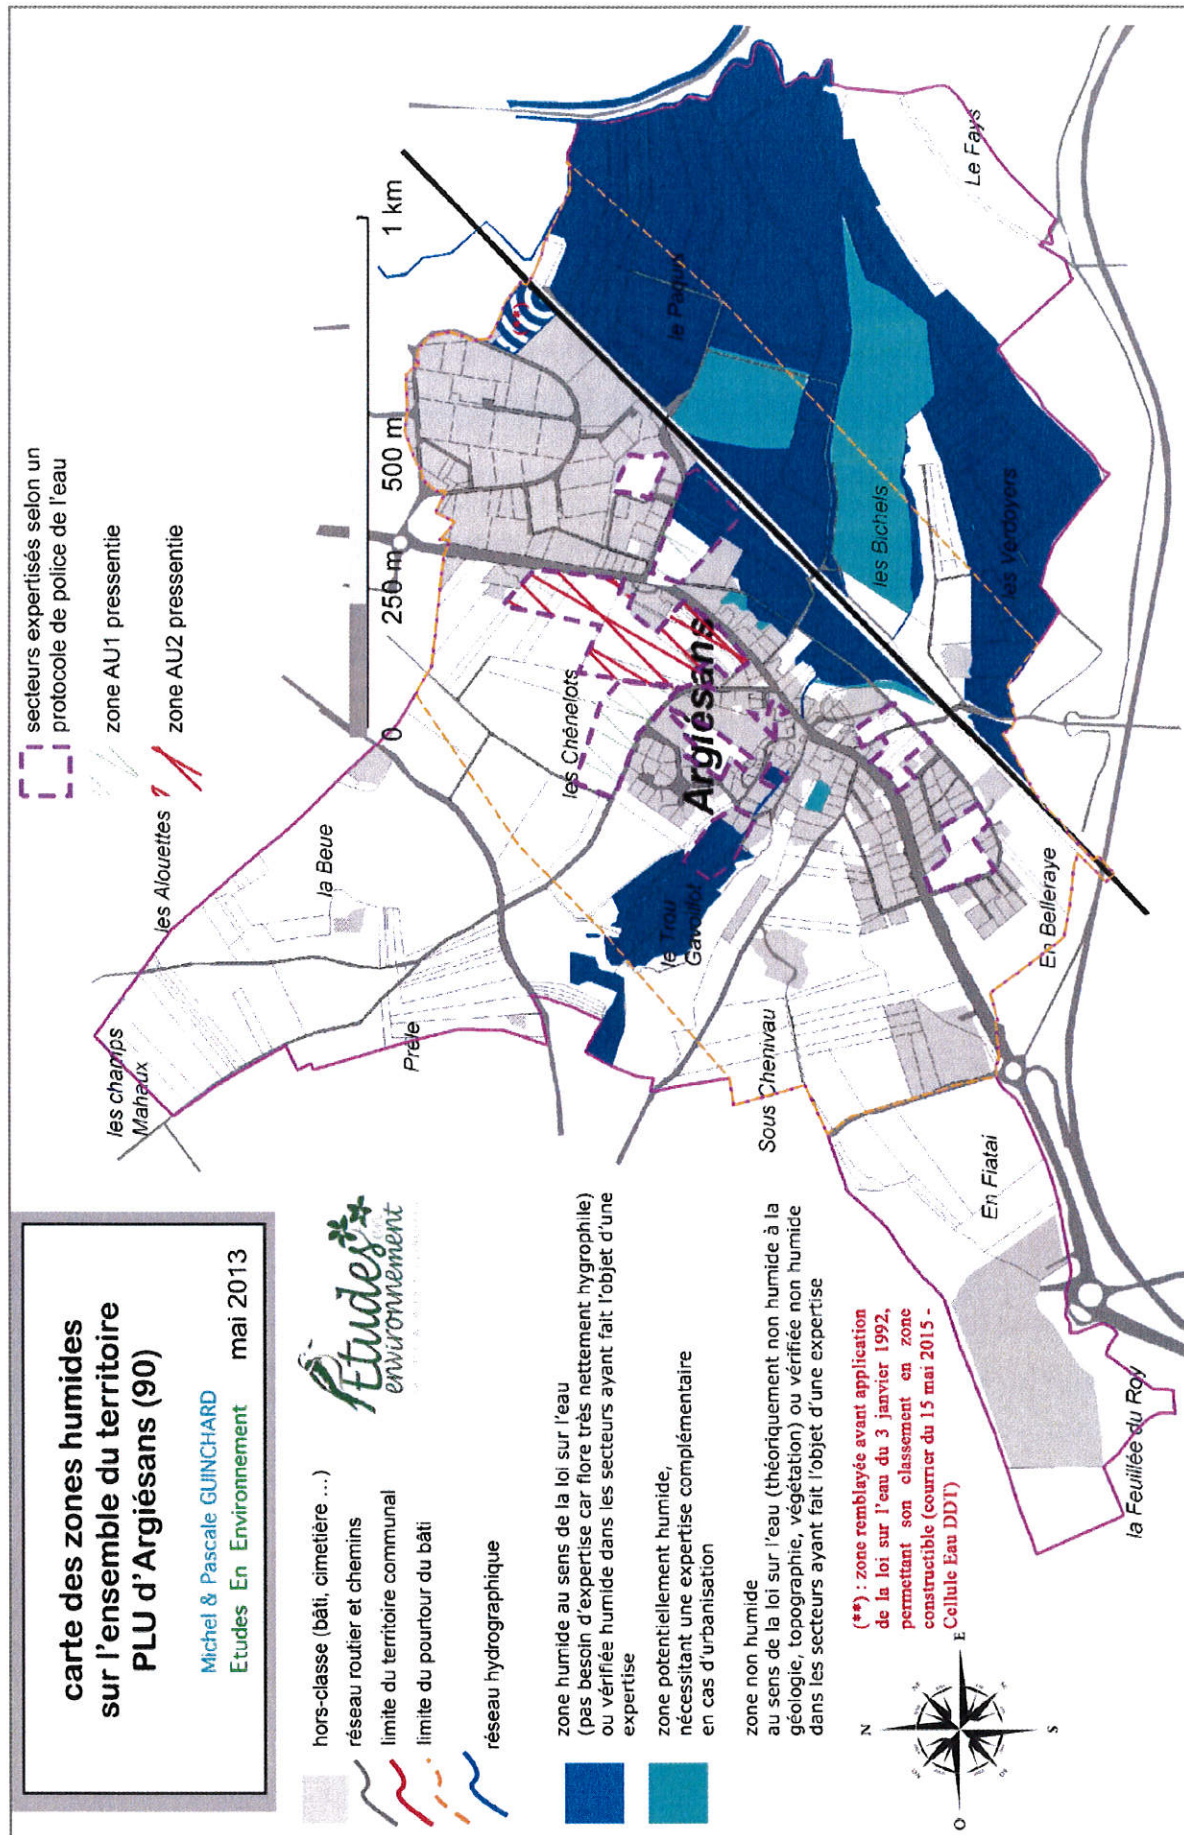 carte des zones humides
sur l'ensemble du territoire
PLU d'Argiésans (90)
Michel & Pascale GUINCHARD
Etudes En Environnement mai 2013
hors-classe (bâti, cimetière ...)
réseau routier et chemins
limite du territoire communal
limite du pourtour du bâti
réseau hydrographique
Etudes en
environnement
zone humide au sens de la loi sur l'eau
(pas besoin d'expertise car flore très nettement hygrophile)
ou vérifiée humide dans les secteurs ayant fait l'objet d'une
expertise
zone potentiellement humide,
nécessitant une expertise complémentaire
en cas d'urbanisation
zone non humide
au sens de la loi sur l'eau (théoriquement non humide à la
géologie, topographie, végétation) ou vérifiée non humide
dans les secteurs ayant fait l'objet d'une expertise
(**) : zone remblayée avant application
de la loi sur l'eau du 3 janvier 1992,
permettant son classement en zone
constructible (courrier du 15 mai 2015 -
Cellule Eau DDT)
N
E
S
O
secteurs expertisés selon un
protocole de police de l'eau
zone AU1 pressentie
zone AU2 pressentie
0 250 m 500 m 1 km
les champs
Mahaux
les Alouettes
la Beue
Prelle
les Chênelots
Argiésans
le Trou
Gavoillot
Sous Chenivau
En Fiatai
la Feuillée du Roy
En Belleraye
les Verdoyers
les Bichels
le Paquis
Le Fays
(**)